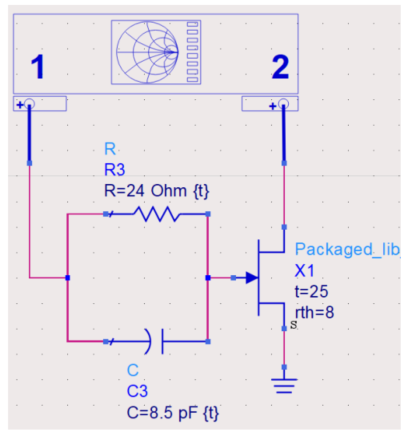 1
2
+
+
R
R3
R=24 Ohm {t}
Packaged_lib
X1
t=25
rth=8
S
C
C3
C=8.5 pF {t}